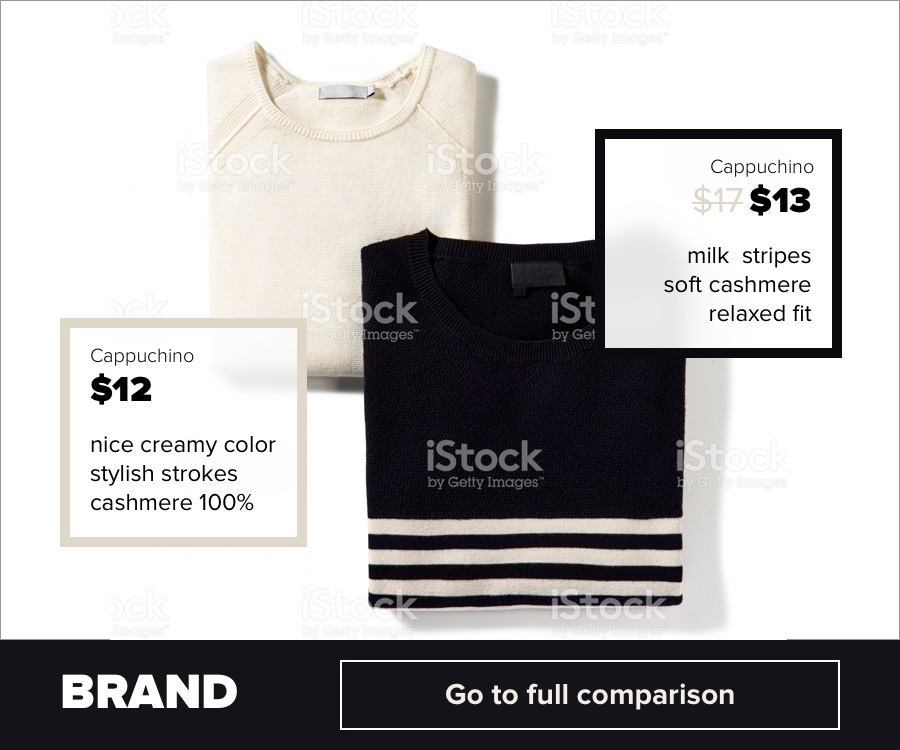 iStock
by Getty Images™
Cappuchino
$17 $13
milk stripes
soft cashmere
relaxed fit
Cappuchino
$12
nice creamy color
stylish strokes
cashmere 100%
BRAND
Go to full comparison